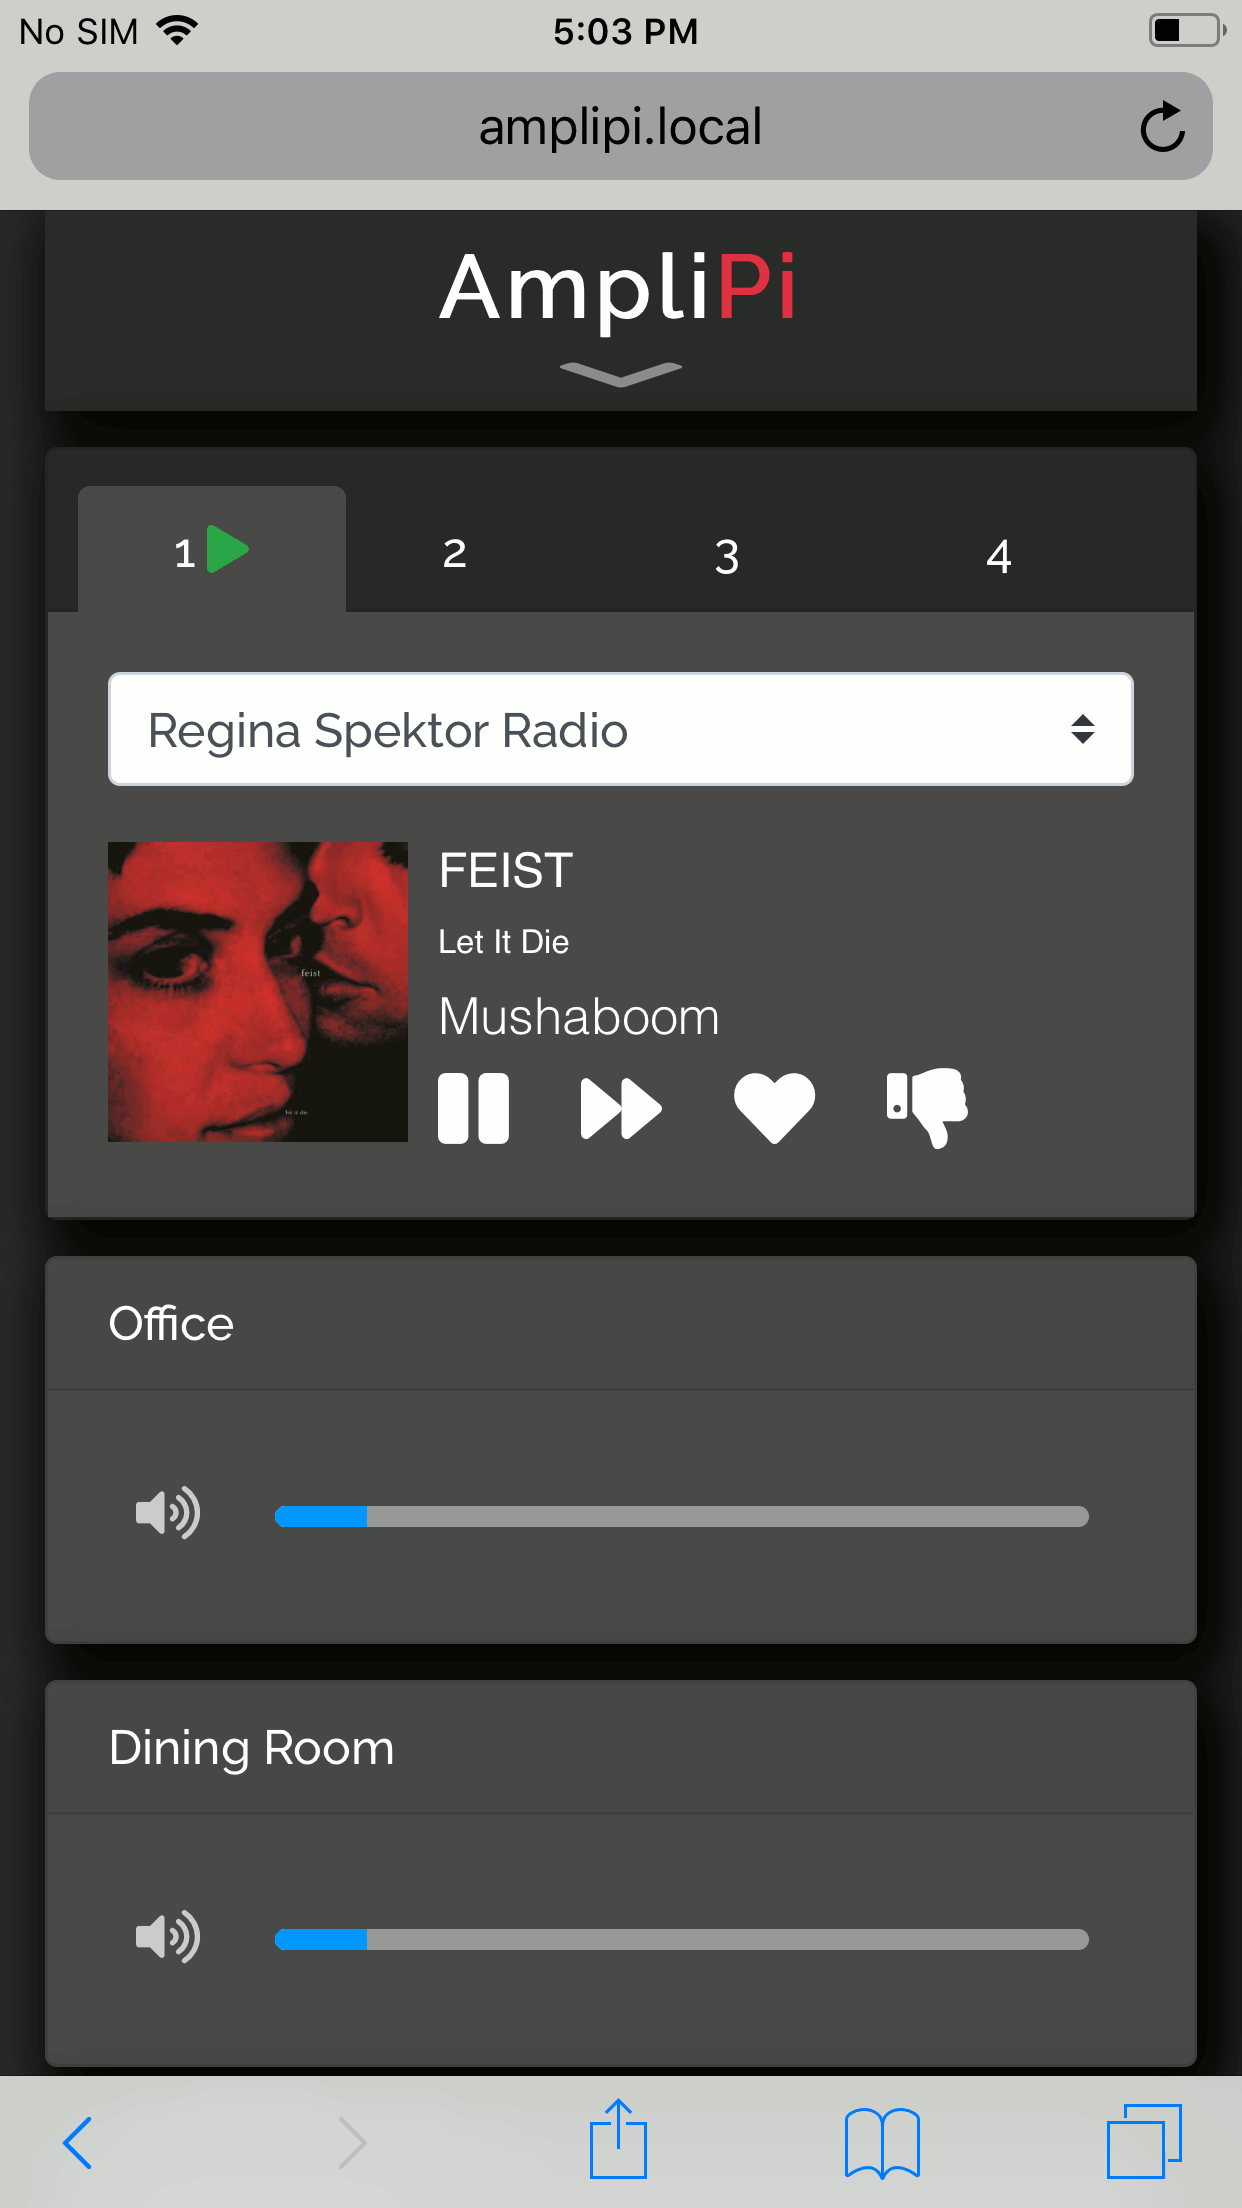 No SIM 5:03 PM
amplipi.local
AmpliPi
1 2 3 4
Regina Spektor Radio
FEIST
Let It Die
Mushaboom
feist
let it die
Office
Dining Room